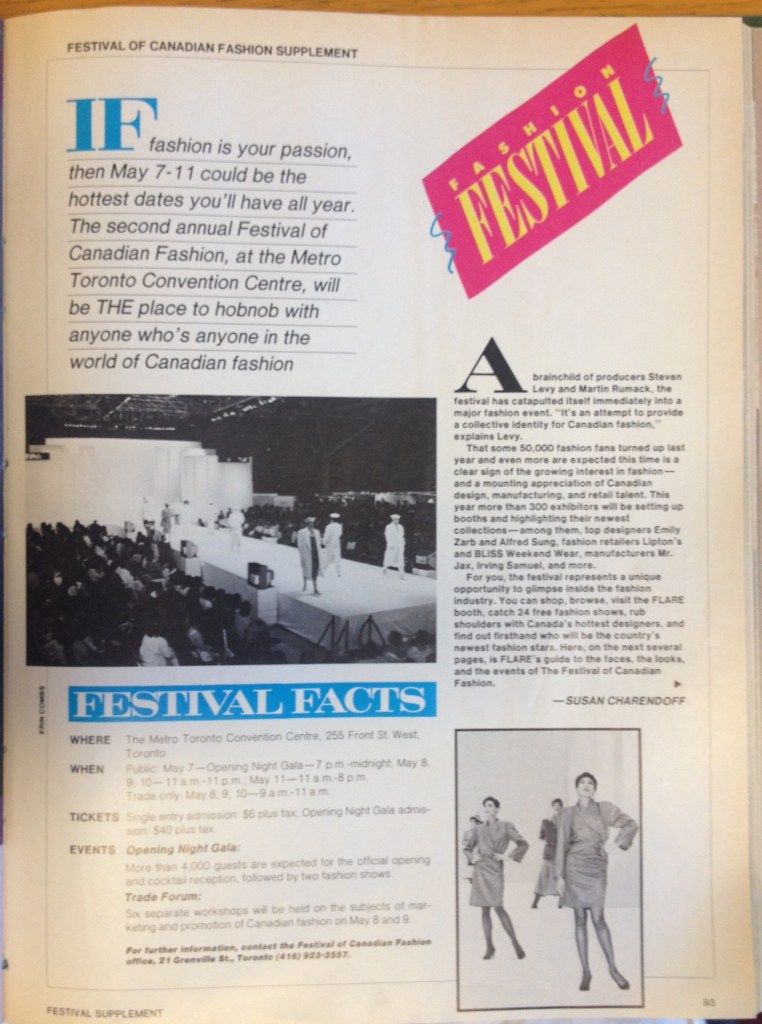 FESTIVAL OF CANADIAN FASHION SUPPLEMENT
IF fashion is your passion,
then May 7-11 could be the
hottest dates you'll have all year.
The second annual Festival of
Canadian Fashion, at the Metro
Toronto Convention Centre, will
be THE place to hobnob with
anyone who's anyone in the
world of Canadian fashion
FASHION
FESTIVAL
A brainchild of producers Steven
Levy and Martin Rumack, the
festival has catapulted itself immediately into a
major fashion event. "It's an attempt to provide
a collective identity for Canadian fashion,"
explains Levy.
That some 50,000 fashion fans turned up last
year and even more are expected this time is a
clear sign of the growing interest in fashion—
and a mounting appreciation of Canadian
design, manufacturing, and retail talent. This
year more than 300 exhibitors will be setting up
booths and highlighting their newest
collections—among them, top designers Emily
Zarb and Alfred Sung, fashion retailers Lipton's
and BLISS Weekend Wear, manufacturers Mr.
Jax, Irving Samuel, and more.
For you, the festival represents a unique
opportunity to glimpse inside the fashion
industry. You can shop, browse, visit the FLARE
booth, catch 24 free fashion shows, rub
shoulders with Canada's hottest designers, and
find out firsthand who will be the country's
newest fashion stars. Here, on the next several
pages, is FLARE's guide to the faces, the looks,
and the events of The Festival of Canadian
Fashion.
—SUSAN CHARENDOFF
ERIN COMBS
FESTIVAL FACTS
WHERE The Metro Toronto Convention Centre, 255 Front St. West,
Toronto
WHEN Public: May 7—Opening Night Gala—7 p.m.-midnight; May 8,
9, 10—11 a.m.-11 p.m.; May 11—11 a.m.-8 p.m.
Trade only: May 8, 9, 10—9 a.m.-11 a.m.
TICKETS Single entry admission: $6 plus tax; Opening Night Gala admis-
sion: $40 plus tax.
EVENTS Opening Night Gala:
More than 4,000 guests are expected for the official opening
and cocktail reception, followed by two fashion shows.
Trade Forum:
Six separate workshops will be held on the subjects of mar-
keting and promotion of Canadian fashion on May 8 and 9.
For further information, contact the Festival of Canadian Fashion
office, 21 Grenville St., Toronto (416) 923-3557.
FESTIVAL SUPPLEMENT
93